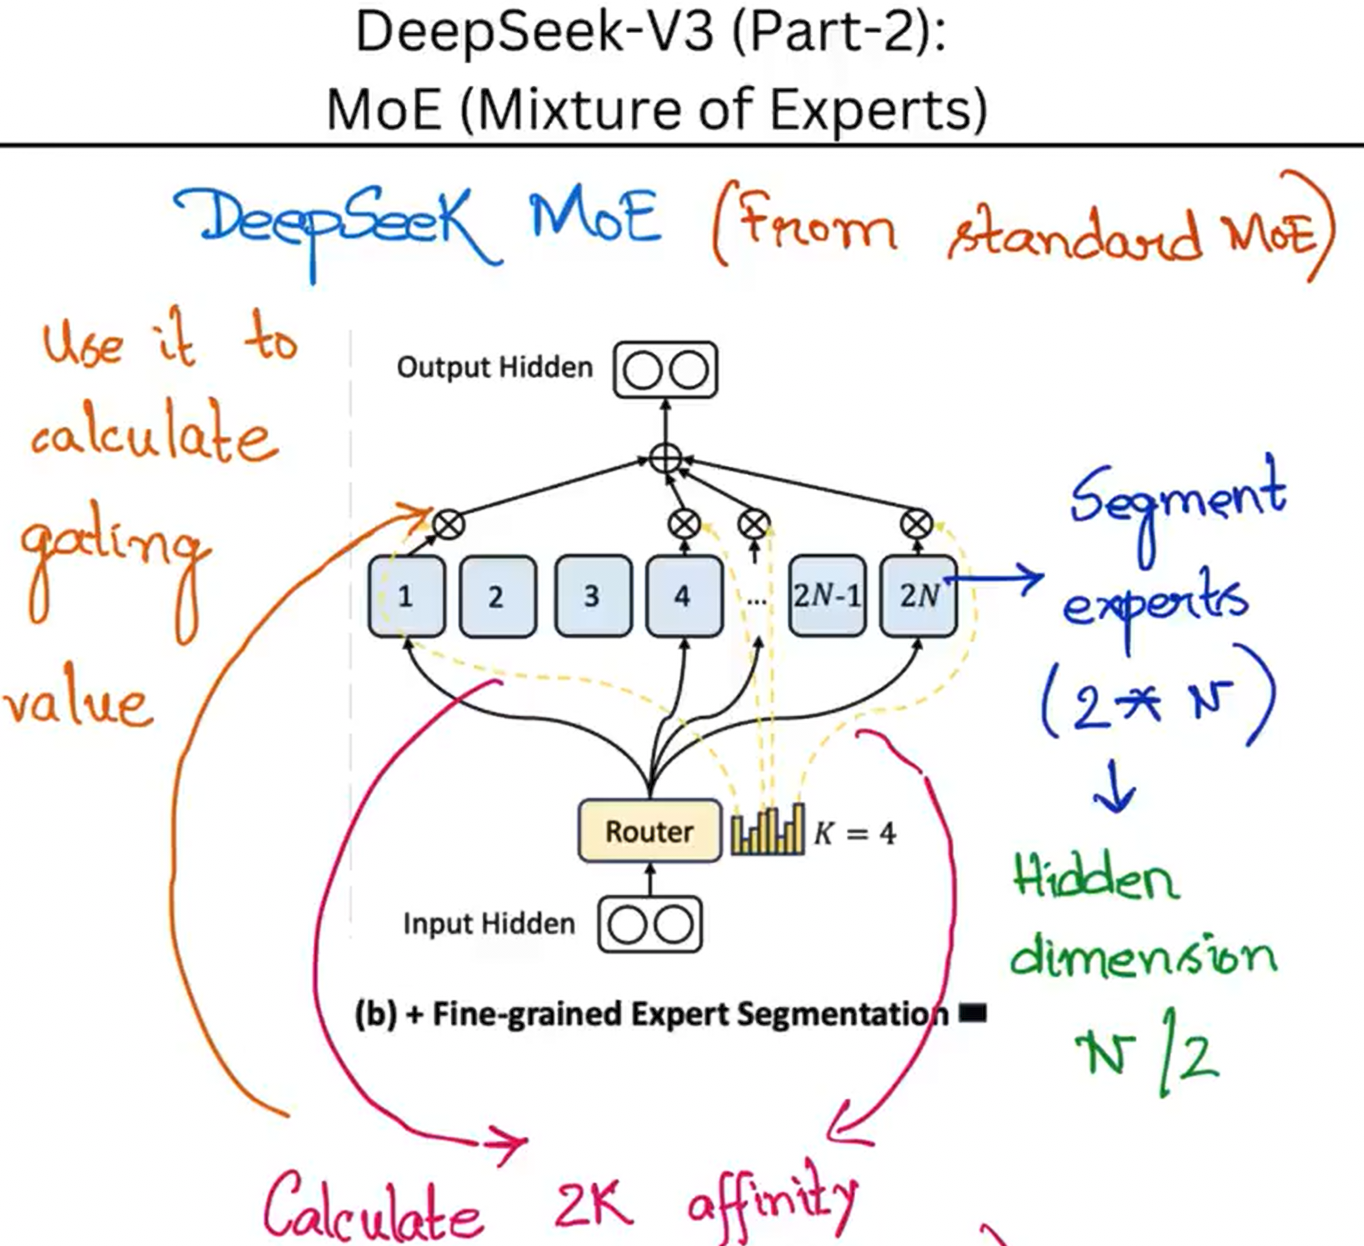 DeepSeek-V3 (Part-2):
MoE (Mixture of Experts)
DeepSeek MoE (From standard MoE)
Use it to
calculate
gating
value
Output Hidden
1 2 3 4 ... 2N-1 2N
Segment
experts
(2 * N)
Router
K = 4
Input Hidden
Hidden
dimension
N/2
(b) + Fine-grained Expert Segmentation
Calculate 2K affinity